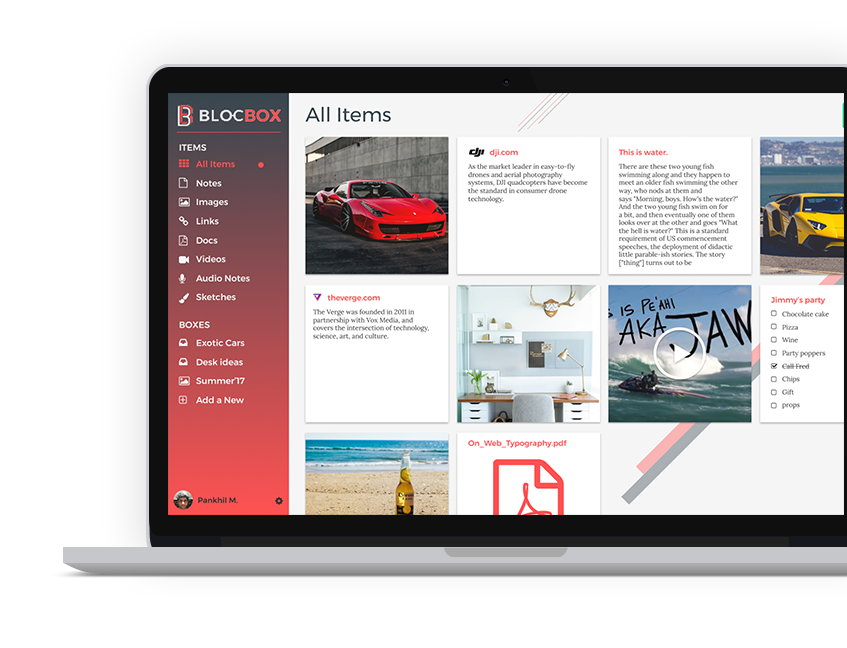 BLOCBOX
ITEMS
All Items
Notes
Images
Links
Docs
Videos
Audio Notes
Sketches
BOXES
Exotic Cars
Desk ideas
Summer'17
Add a New
Pankhil M.
All Items
dji dji.com
As the market leader in easy-to-fly
drones and aerial photography
systems, DJI quadcopters have become
the standard in consumer drone
technology.
This is water.
There are these two young fish
swimming along and they happen to
meet an older fish swimming the other
way, who nods at them and
says "Morning, boys. How's the water?"
And the two young fish swim on for
a bit, and then eventually one of them
looks over at the other and goes "What
the hell is water?" This is a standard
requirement of US commencement
speeches, the deployment of didactic
little parable-ish stories. The story
["thing"] turns out to be
theverge.com
The Verge was founded in 2011 in
partnership with Vox Media, and
covers the intersection of technology,
science, art, and culture.
IS PE'AHI
AKA JAW
Jimmy's party
Chocolate cake
Pizza
Wine
Party poppers
Call Fred
Chips
Gift
props
On_Web_Typography.pdf